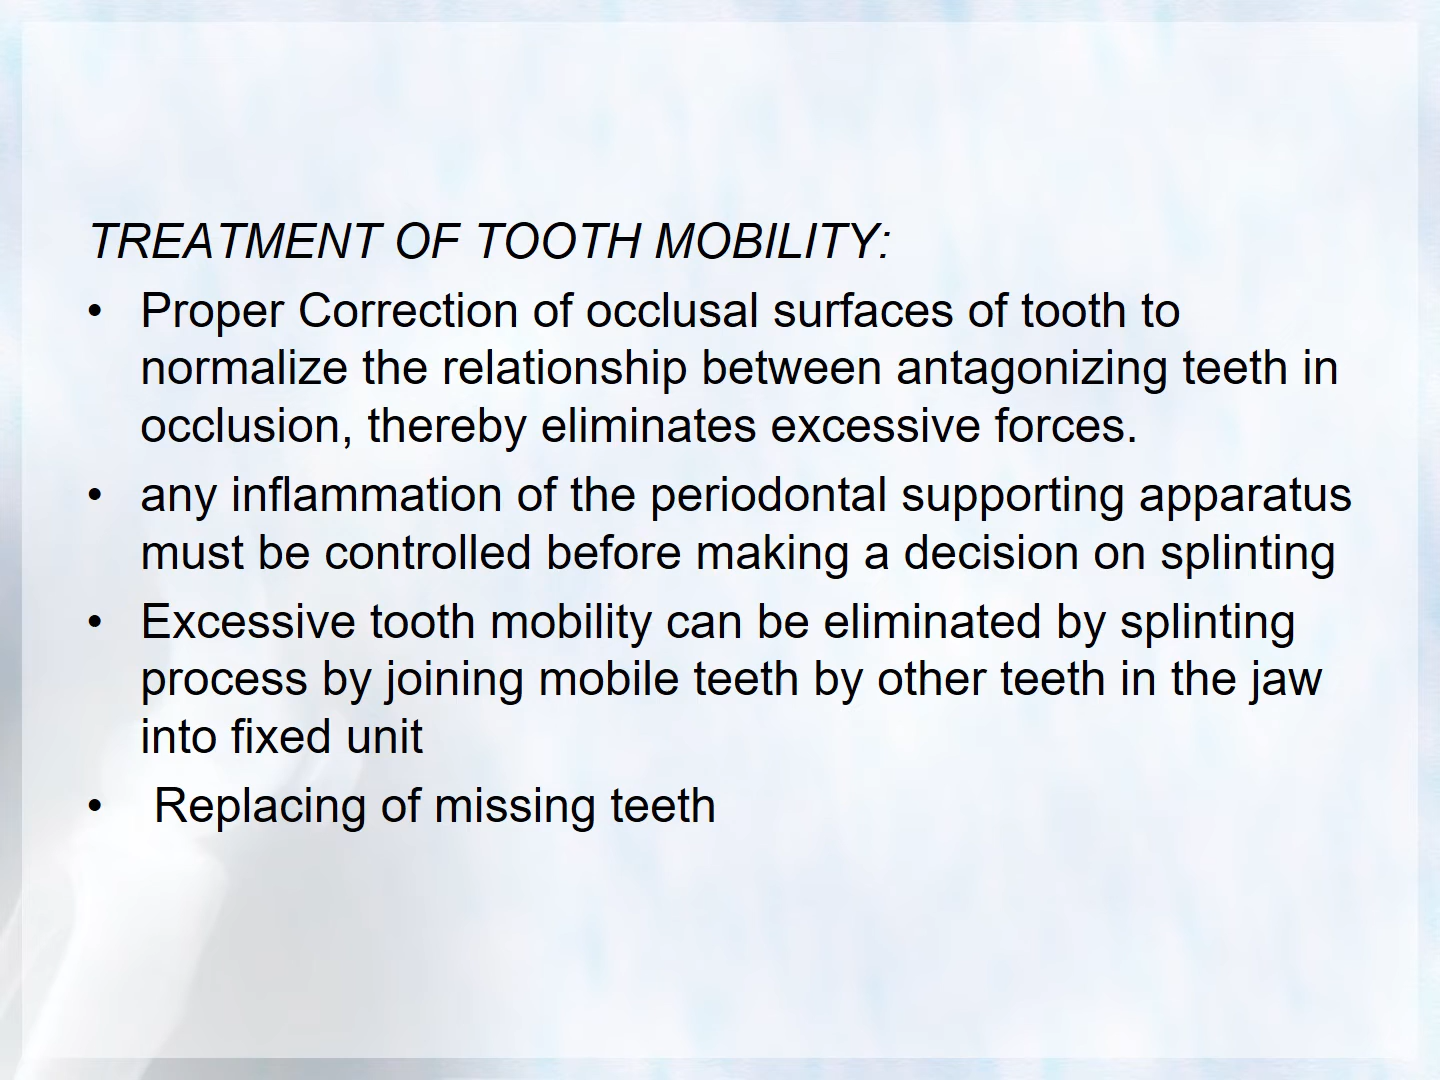 TREATMENT OF TOOTH MOBILITY:
• Proper Correction of occlusal surfaces of tooth to
normalize the relationship between antagonizing teeth in
occlusion, thereby eliminates excessive forces.
• any inflammation of the periodontal supporting apparatus
must be controlled before making a decision on splinting
• Excessive tooth mobility can be eliminated by splinting
process by joining mobile teeth by other teeth in the jaw
into fixed unit
• Replacing of missing teeth